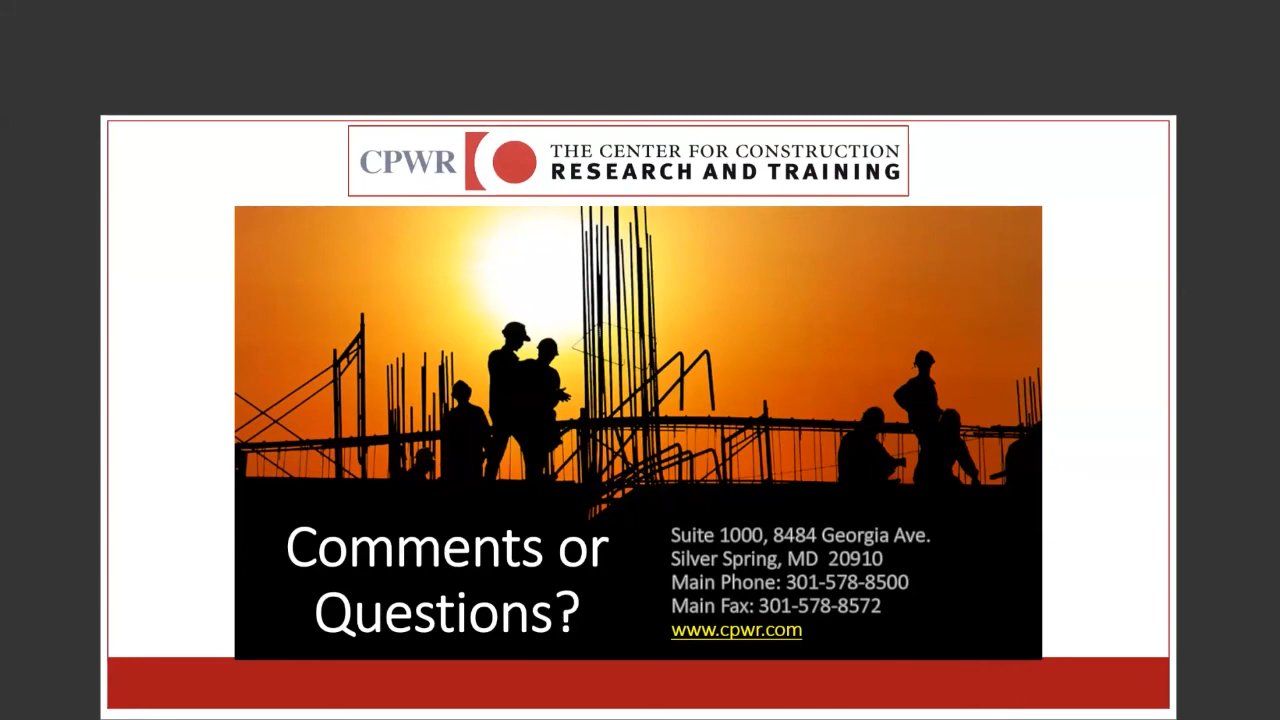 CPWR
THE CENTER FOR CONSTRUCTION
RESEARCH AND TRAINING
Comments or
Questions?
Suite 1000, 8484 Georgia Ave.
Silver Spring, MD  20910
Main Phone: 301-578-8500
Main Fax: 301-578-8572
www.cpwr.com